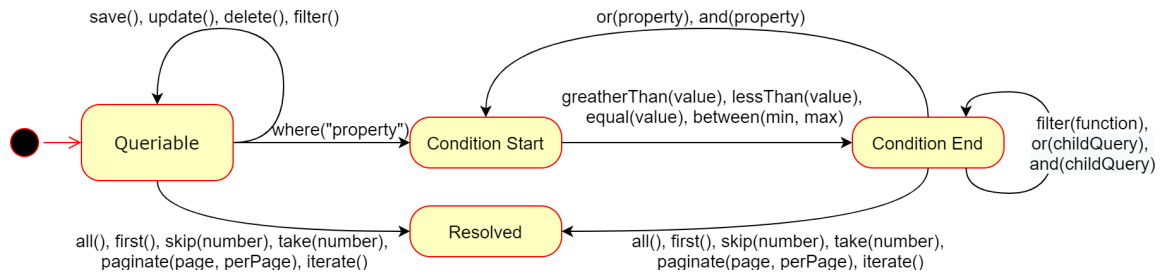 save(), update(), delete(), filter()
or(property), and(property)
greatherThan(value), lessThan(value),
equal(value), between(min, max)
filter(function),
or(childQuery),
and(childQuery)
Queriable
where("property")
Condition Start
Condition End
Resolved
all(), first(), skip(number), take(number),
paginate(page, perPage), iterate()
all(), first(), skip(number), take(number),
paginate(page, perPage), iterate()